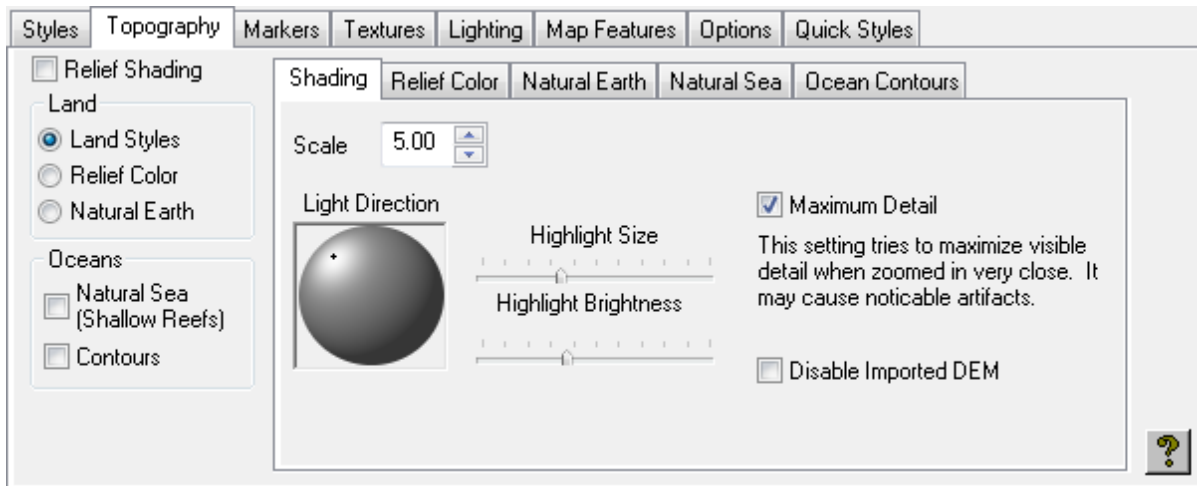 Styles Topography Markers Textures Lighting Map Features Options Quick Styles
Relief Shading
Land
Land Styles
Relief Color
Natural Earth
Oceans
Natural Sea
(Shallow Reefs)
Contours
Shading Relief Color Natural Earth Natural Sea Ocean Contours
Scale 5.00
Light Direction
Highlight Size
Highlight Brightness
Maximum Detail
This setting tries to maximize visible
detail when zoomed in very close. It
may cause noticable artifacts.
Disable Imported DEM
?